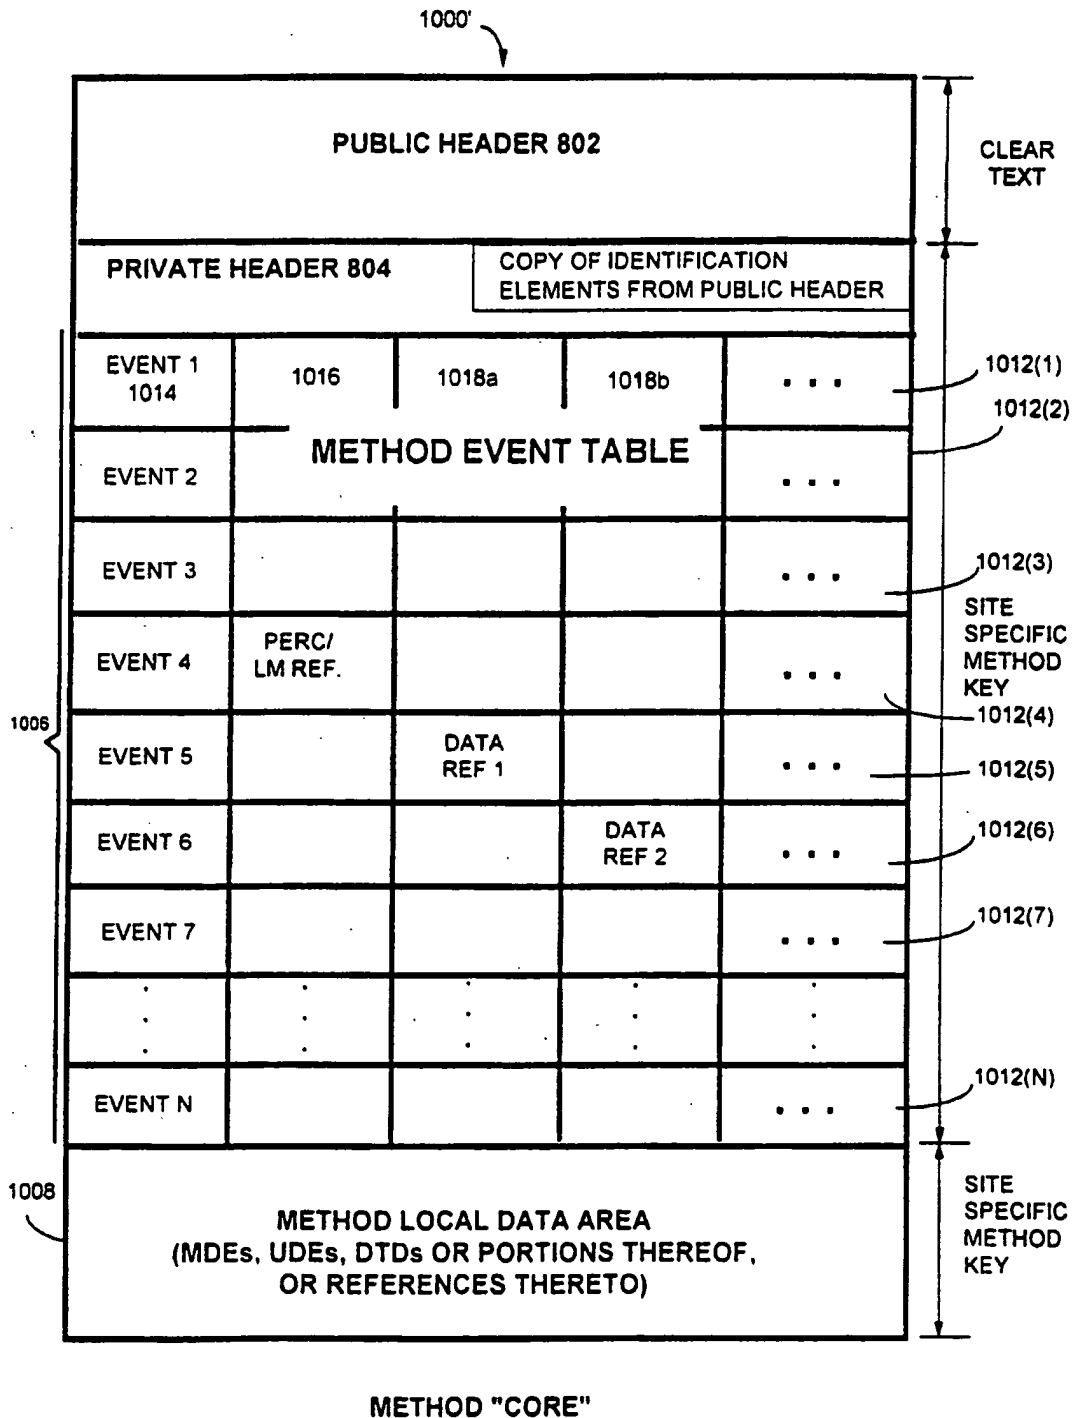 1000'
PUBLIC HEADER 802
CLEAR
TEXT
PRIVATE HEADER 804
COPY OF IDENTIFICATION
ELEMENTS FROM PUBLIC HEADER
EVENT 1
1014
1016
1018a
1018b
. . .
1012(1)
1012(2)
METHOD EVENT TABLE
EVENT 2
. . .
EVENT 3
. . .
1012(3)
SITE
SPECIFIC
METHOD
KEY
EVENT 4
PERC/
LM REF.
. . .
1012(4)
1006
EVENT 5
DATA
REF 1
. . .
1012(5)
EVENT 6
DATA
REF 2
. . .
1012(6)
EVENT 7
. . .
1012(7)
EVENT N
. . .
1012(N)
1008
METHOD LOCAL DATA AREA
(MDEs, UDEs, DTDs OR PORTIONS THEREOF,
OR REFERENCES THERETO)
SITE
SPECIFIC
METHOD
KEY
METHOD "CORE"